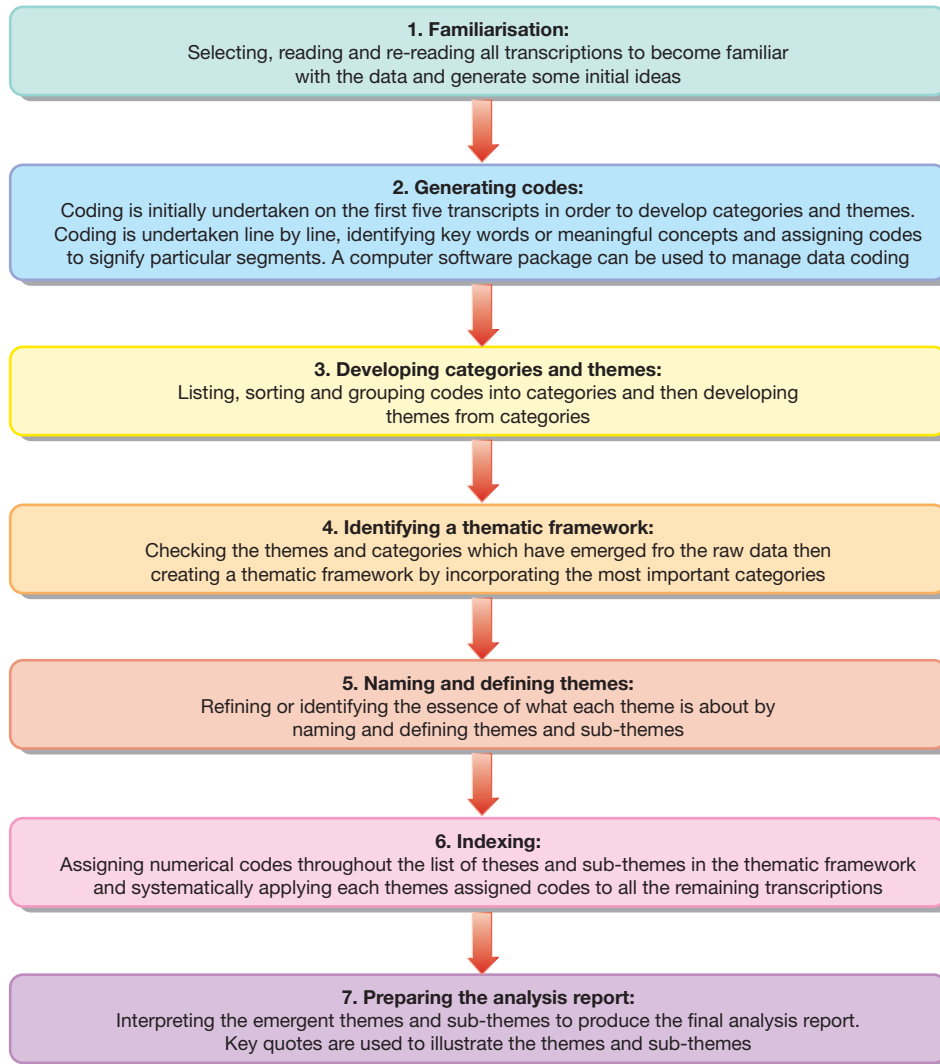 1. Familiarisation:
Selecting, reading and re-reading all transcriptions to become familiar
with the data and generate some initial ideas
2. Generating codes:
Coding is initially undertaken on the first five transcripts in order to develop categories and themes.
Coding is undertaken line by line, identifying key words or meaningful concepts and assigning codes
to signify particular segments. A computer software package can be used to manage data coding
3. Developing categories and themes:
Listing, sorting and grouping codes into categories and then developing
themes from categories
4. Identifying a thematic framework:
Checking the themes and categories which have emerged fro the raw data then
creating a thematic framework by incorporating the most important categories
5. Naming and defining themes:
Refining or identifying the essence of what each theme is about by
naming and defining themes and sub-themes
6. Indexing:
Assigning numerical codes throughout the list of theses and sub-themes in the thematic framework
and systematically applying each themes assigned codes to all the remaining transcriptions
7. Preparing the analysis report:
Interpreting the emergent themes and sub-themes to produce the final analysis report.
Key quotes are used to illustrate the themes and sub-themes